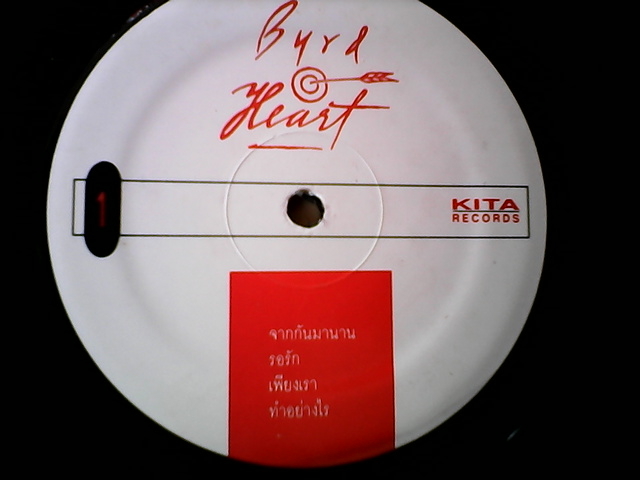 Byrd
Heart
1
KITA
RECORDS
จากกันมานาน
รอรัก
เพียงเรา
ทำอย่างไร